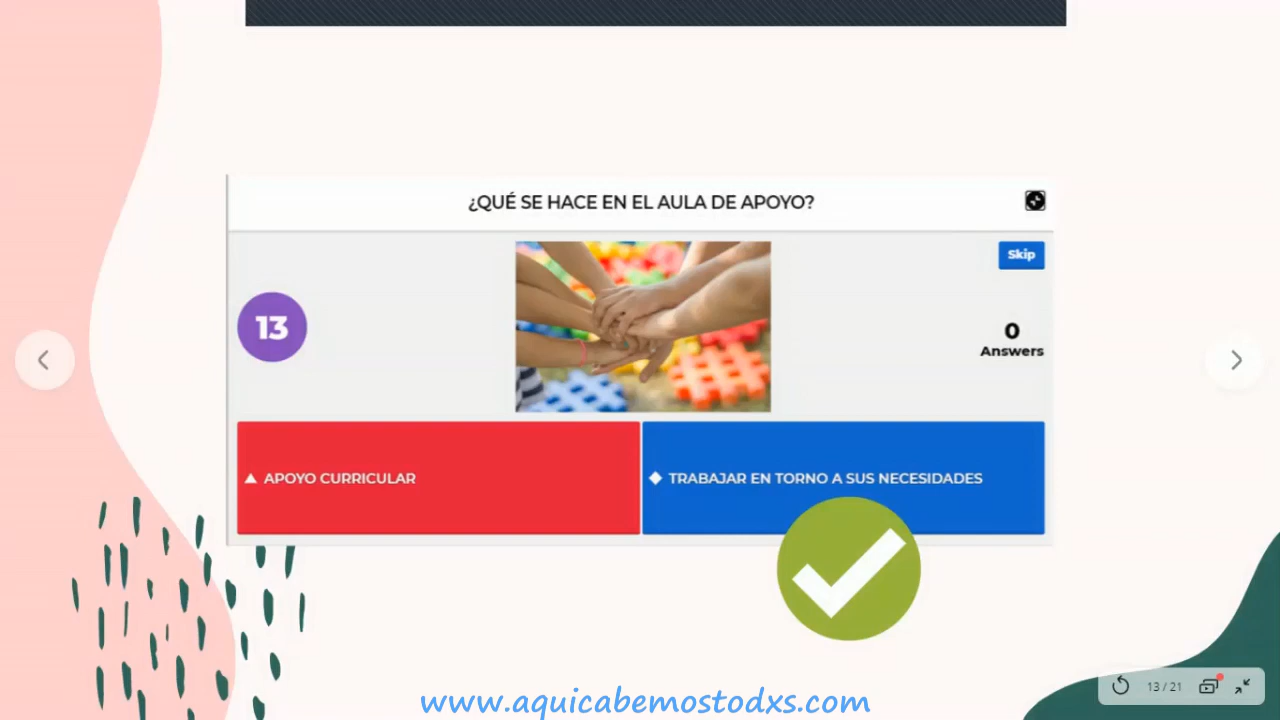 ¿QUÉ SE HACE EN EL AULA DE APOYO?
Skip
13
0
Answers
APOYO CURRICULAR
TRABAJAR EN TORNO A SUS NECESIDADES
13 / 21
www.aquicabemostodxs.com